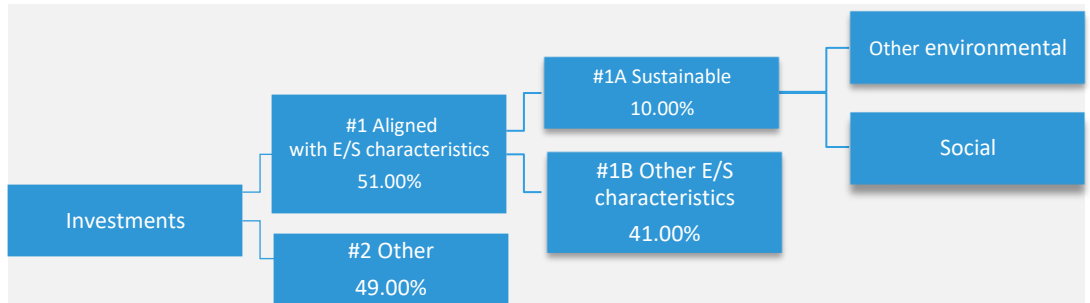 Investments
#1 Aligned
with E/S characteristics
51.00%
#2 Other
49.00%
#1A Sustainable
10.00%
#1B Other E/S
characteristics
41.00%
Other environmental
Social